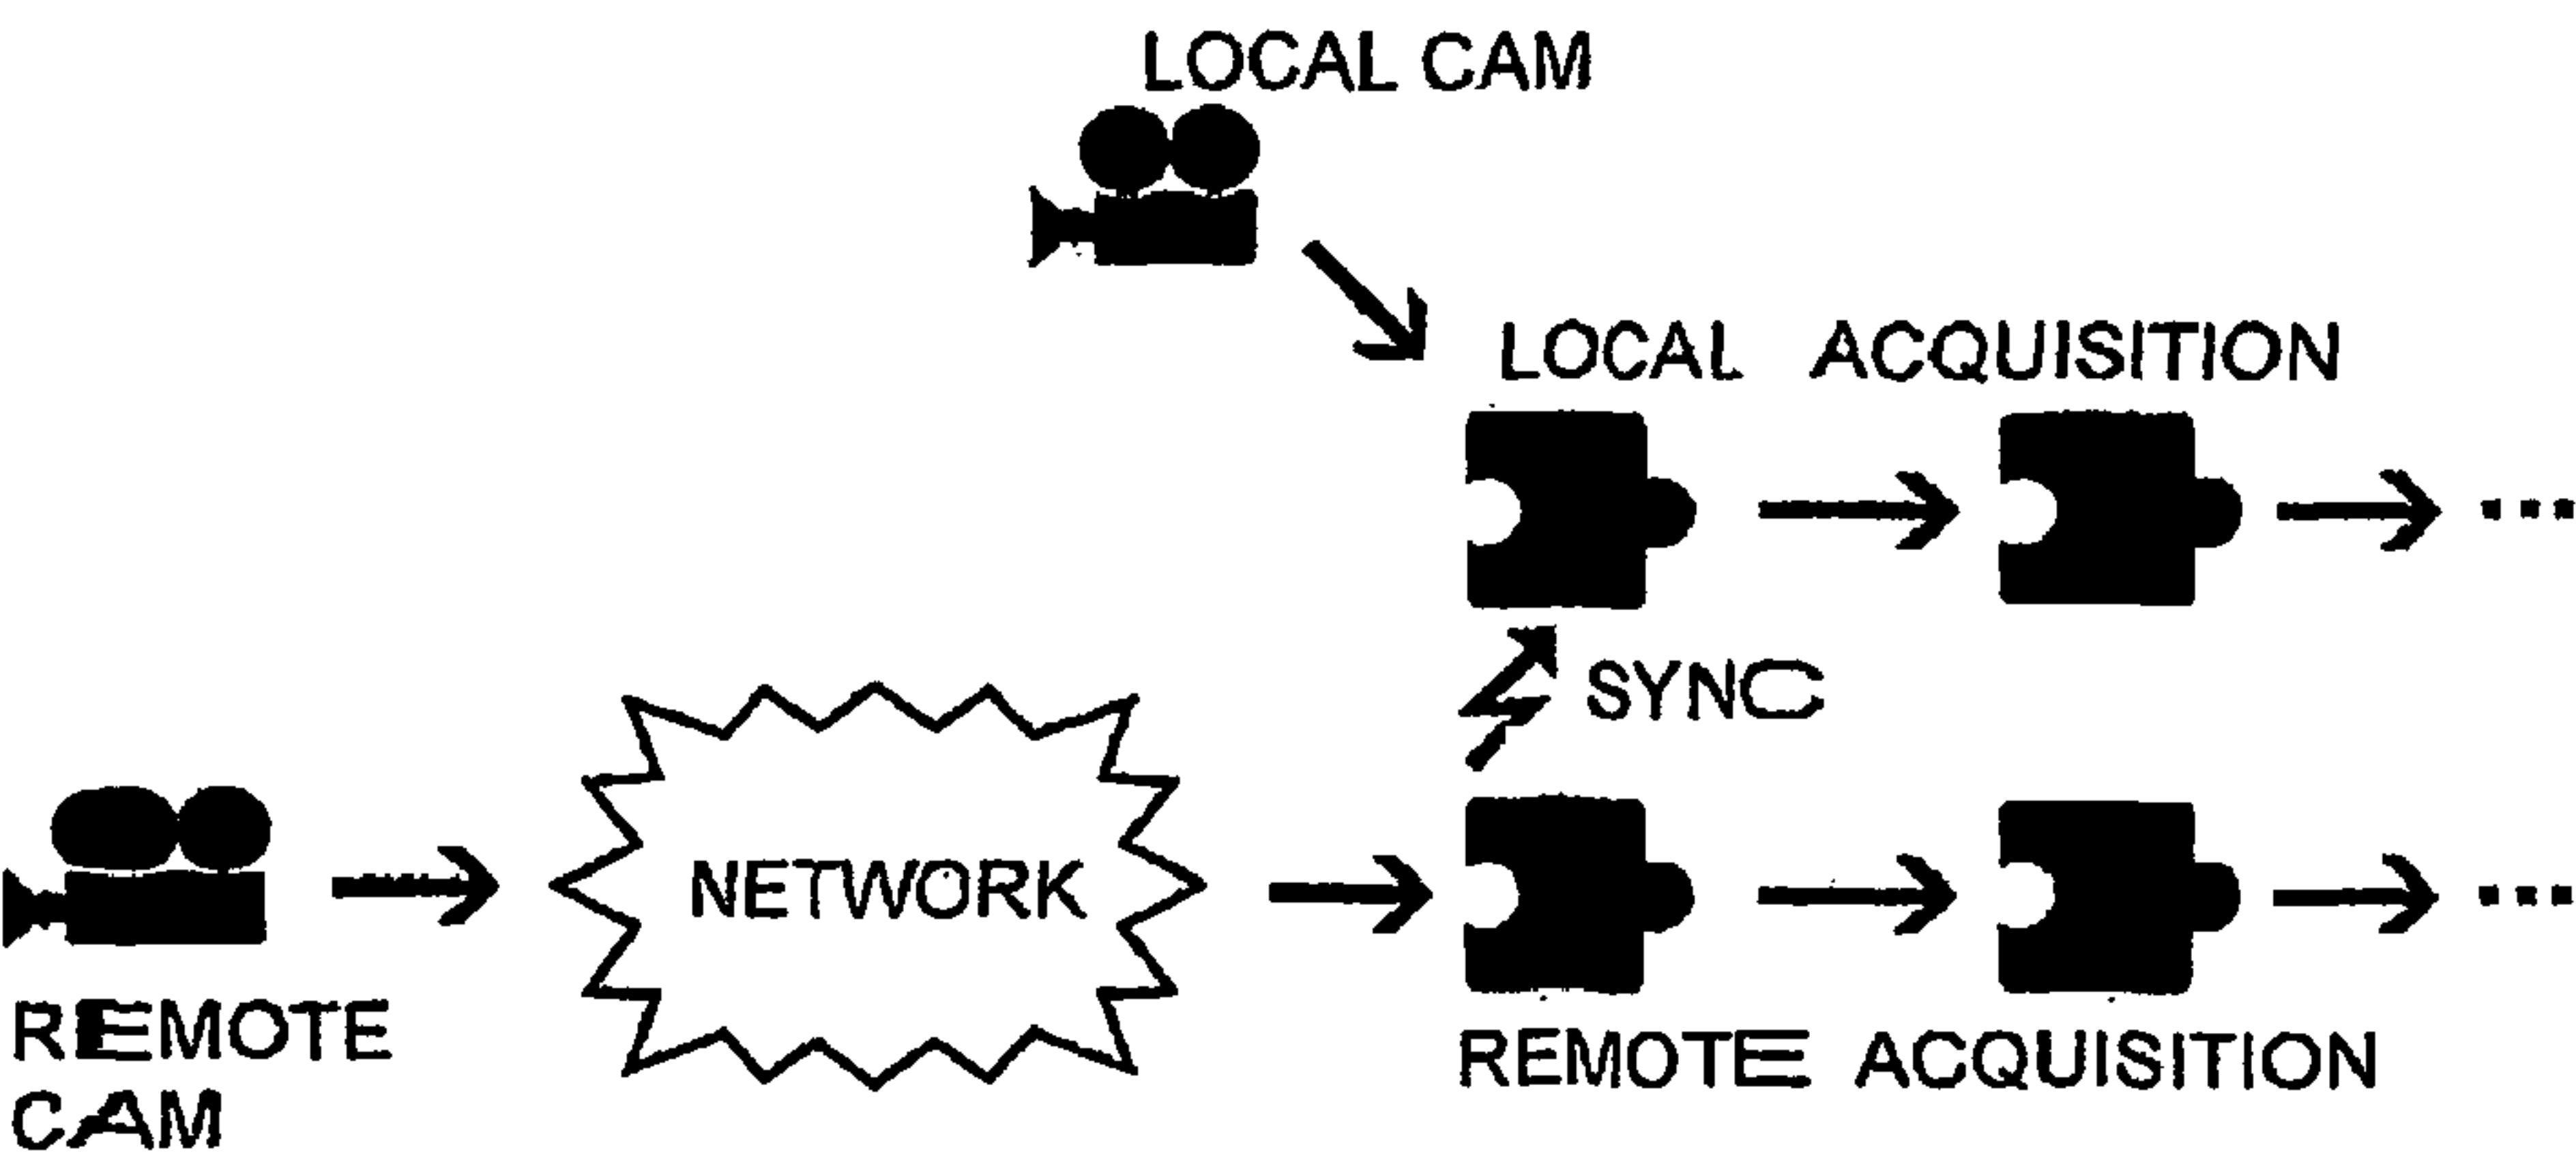 LOCAL CAM
LOCAL ACQUISITION
SYNC
NETWORK
REMOTE
CAM
REMOTE ACQUISITION